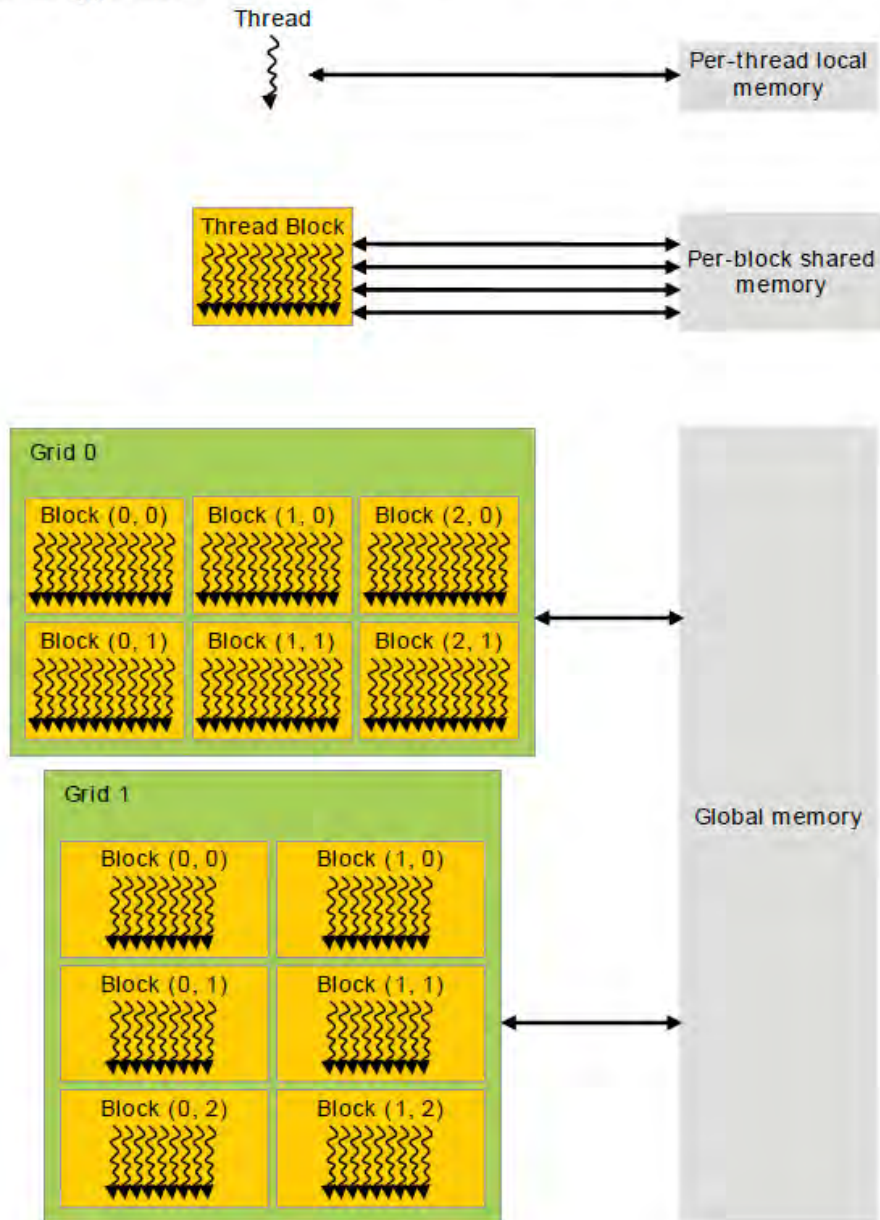 Thread
Per-thread local
memory
Thread Block
Per-block shared
memory
Grid 0
Block (0, 0)
Block (1, 0)
Block (2, 0)
Block (0, 1)
Block (1, 1)
Block (2, 1)
Grid 1
Global memory
Block (0, 0)
Block (1, 0)
Block (0, 1)
Block (1, 1)
Block (0, 2)
Block (1, 2)